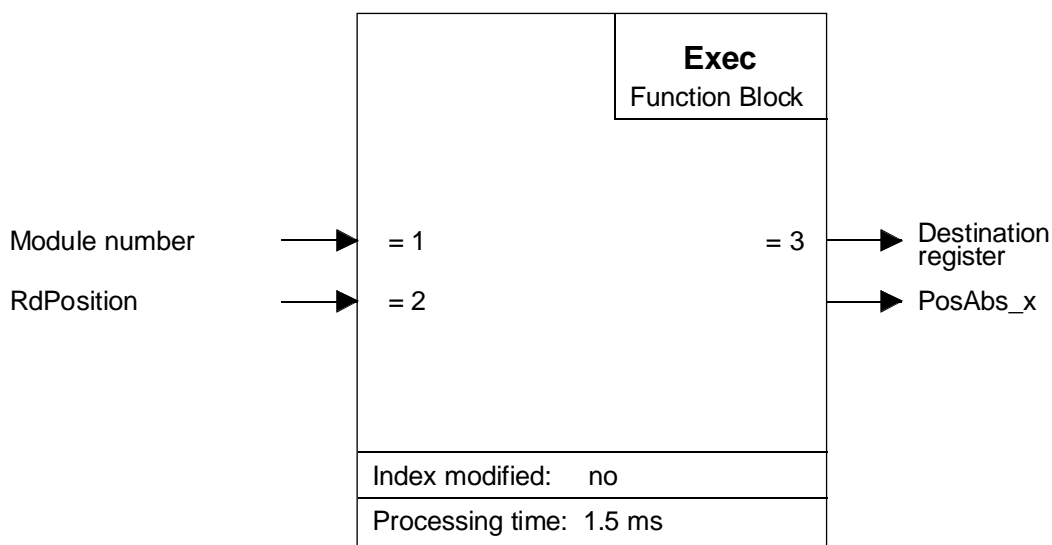 Exec
Function Block
Module number
= 1
= 3
Destination
register
RdPosition
= 2
PosAbs_x
Index modified: no
Processing time: 1.5 ms